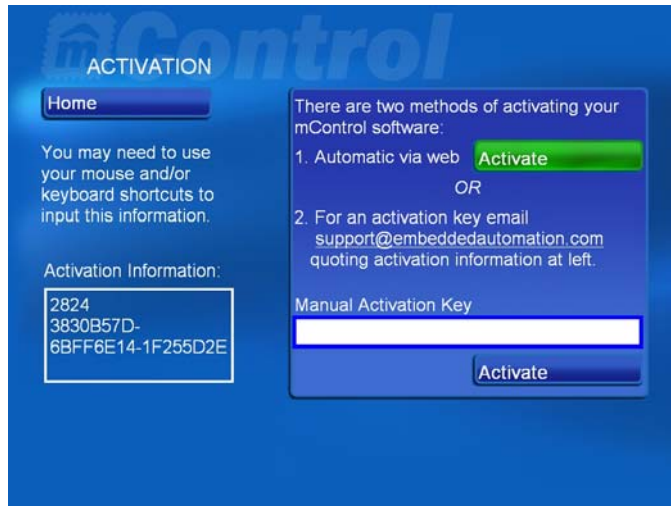 mControl
ACTIVATION
Home
You may need to use
your mouse and/or
keyboard shortcuts to
input this information.
Activation Information:
2824
3830B57D-
6BFF6E14-1F255D2E
There are two methods of activating your
mControl software:
1. Automatic via web Activate
OR
2. For an activation key email
support@embeddedautomation.com
quoting activation information at left.
Manual Activation Key
Activate